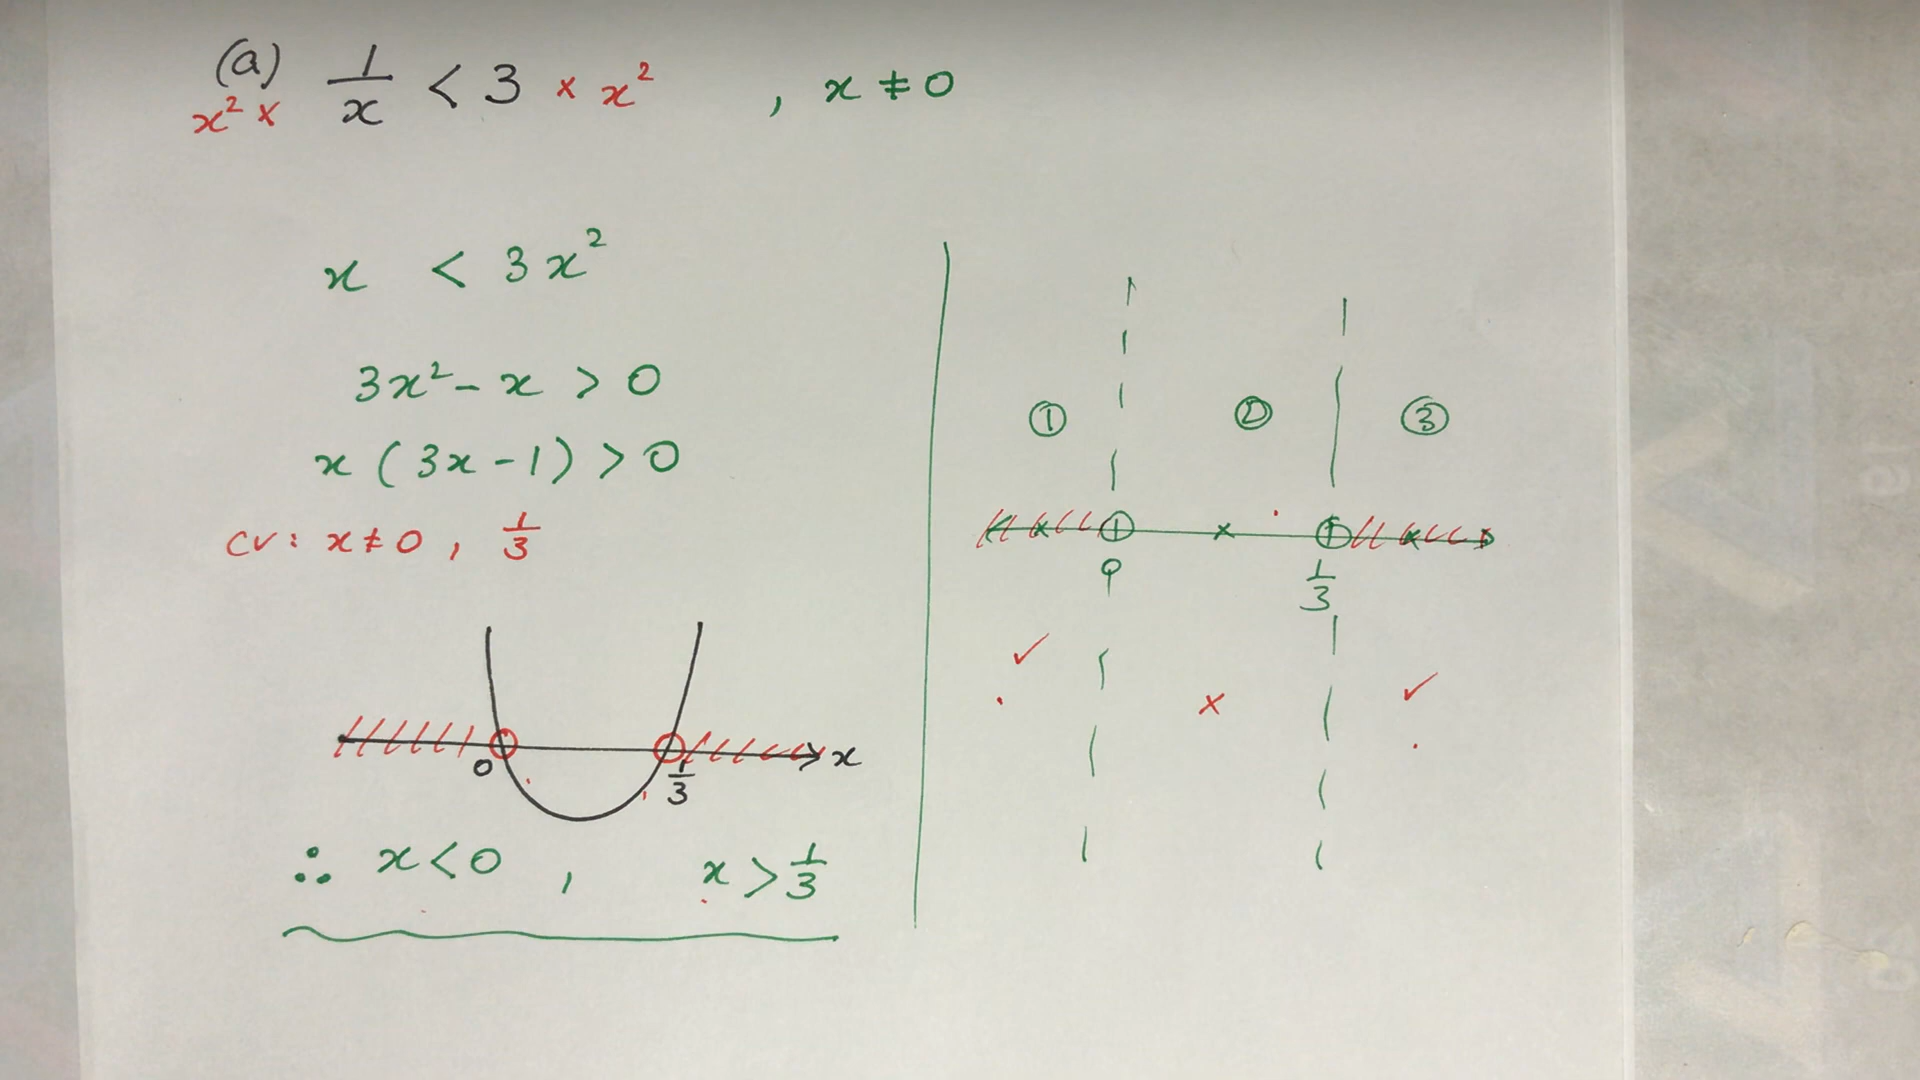 (a) 1/x < 3 × x² , x ≠ 0
x² ×
x < 3x²
3x² - x > 0
x (3x - 1) > 0
CV : x ≠ 0 , 1/3
0 1/3 x
∴ x < 0 , x > 1/3
① ② ③
0 1/3
✓ × ✓